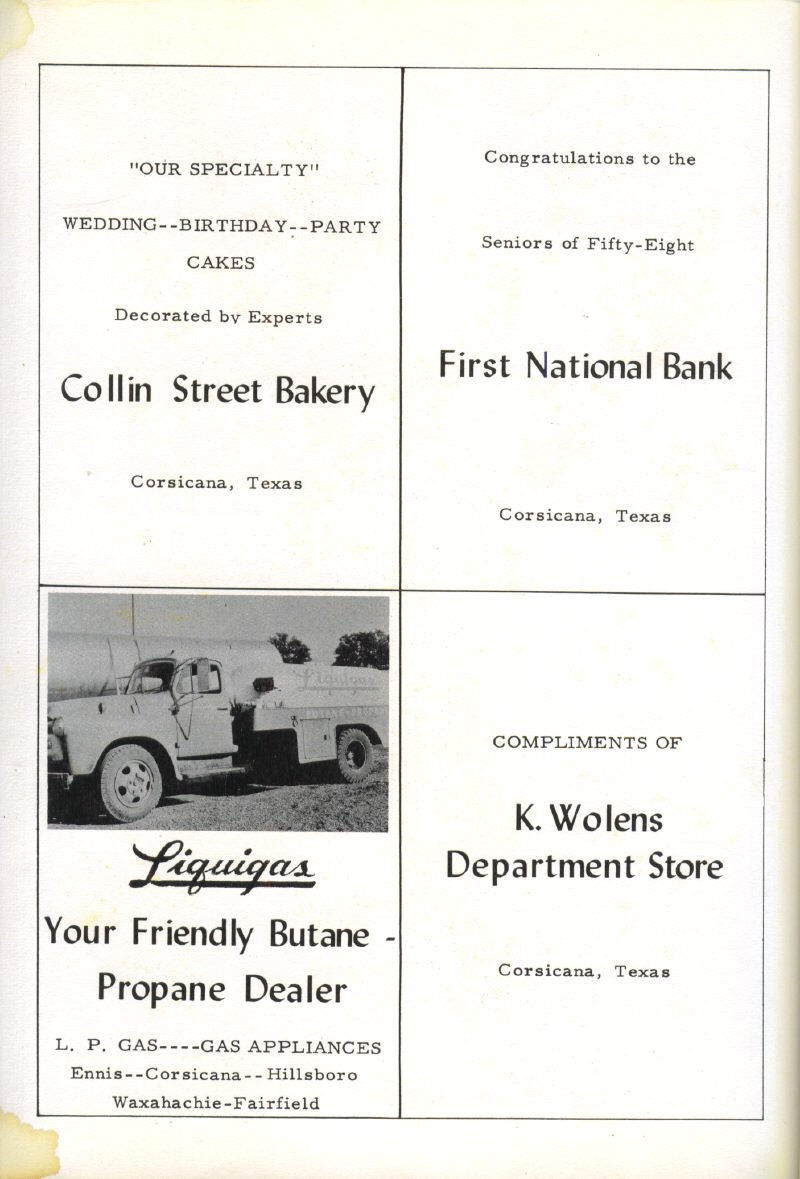 "OUR SPECIALTY"
WEDDING--BIRTHDAY--PARTY
CAKES
Decorated by Experts
Collin Street Bakery
Corsicana, Texas
Congratulations to the
Seniors of Fifty-Eight
First National Bank
Corsicana, Texas
Liquigas
Liquigas
Your Friendly Butane -
Propane Dealer
L. P. GAS----GAS APPLIANCES
Ennis--Corsicana--Hillsboro
Waxahachie-Fairfield
COMPLIMENTS OF
K. Wolens
Department Store
Corsicana, Texas